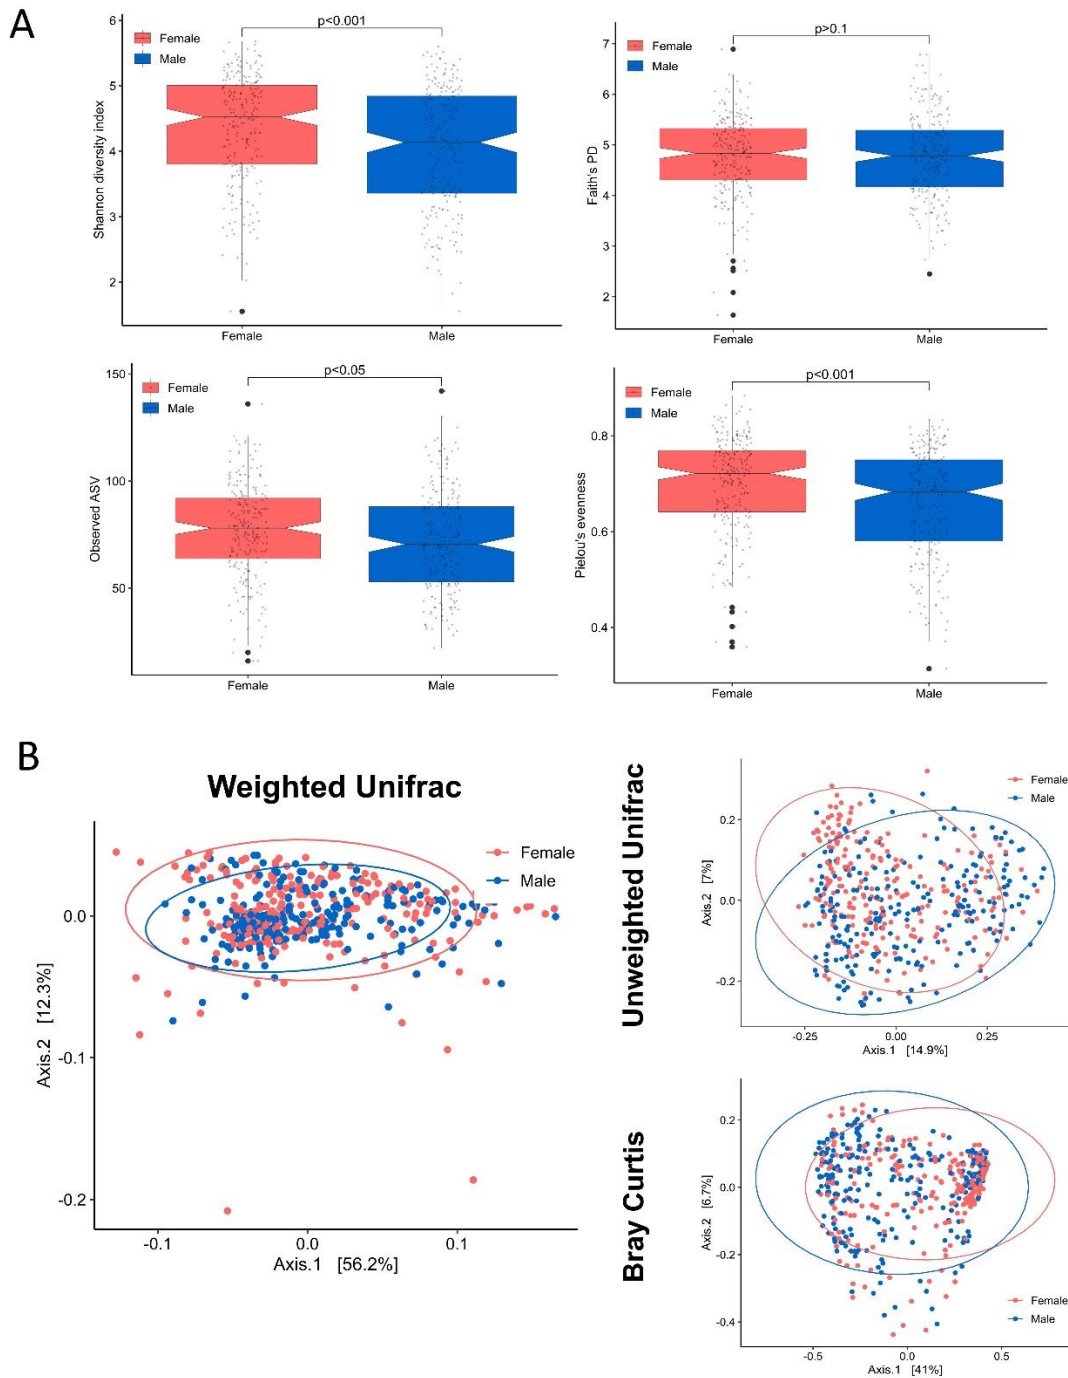 A
Shannon diversity index
6
5
4
3
2
Female
Male
p<0.001
Female
Male
Faith's PD
7
6
5
4
3
2
Female
Male
p>0.1
Female
Male
Observed ASV
150
100
50
Female
Male
p<0.05
Female
Male
Pielou's evenness
0.8
0.6
0.4
Female
Male
p<0.001
Female
Male
B
Weighted Unifrac
Axis.2 [12.3%]
0.0
-0.1
-0.2
Female
Male
-0.1
0.0
0.1
Axis.1 [56.2%]
Unweighted Unifrac
Axis.2 [7%]
0.2
0.0
-0.2
Female
Male
-0.25
0.00
0.25
Axis.1 [14.9%]
Bray Curtis
Axis.2 [6.7%]
0.2
0.0
-0.2
-0.4
Female
Male
-0.5
0.0
0.5
Axis.1 [41%]